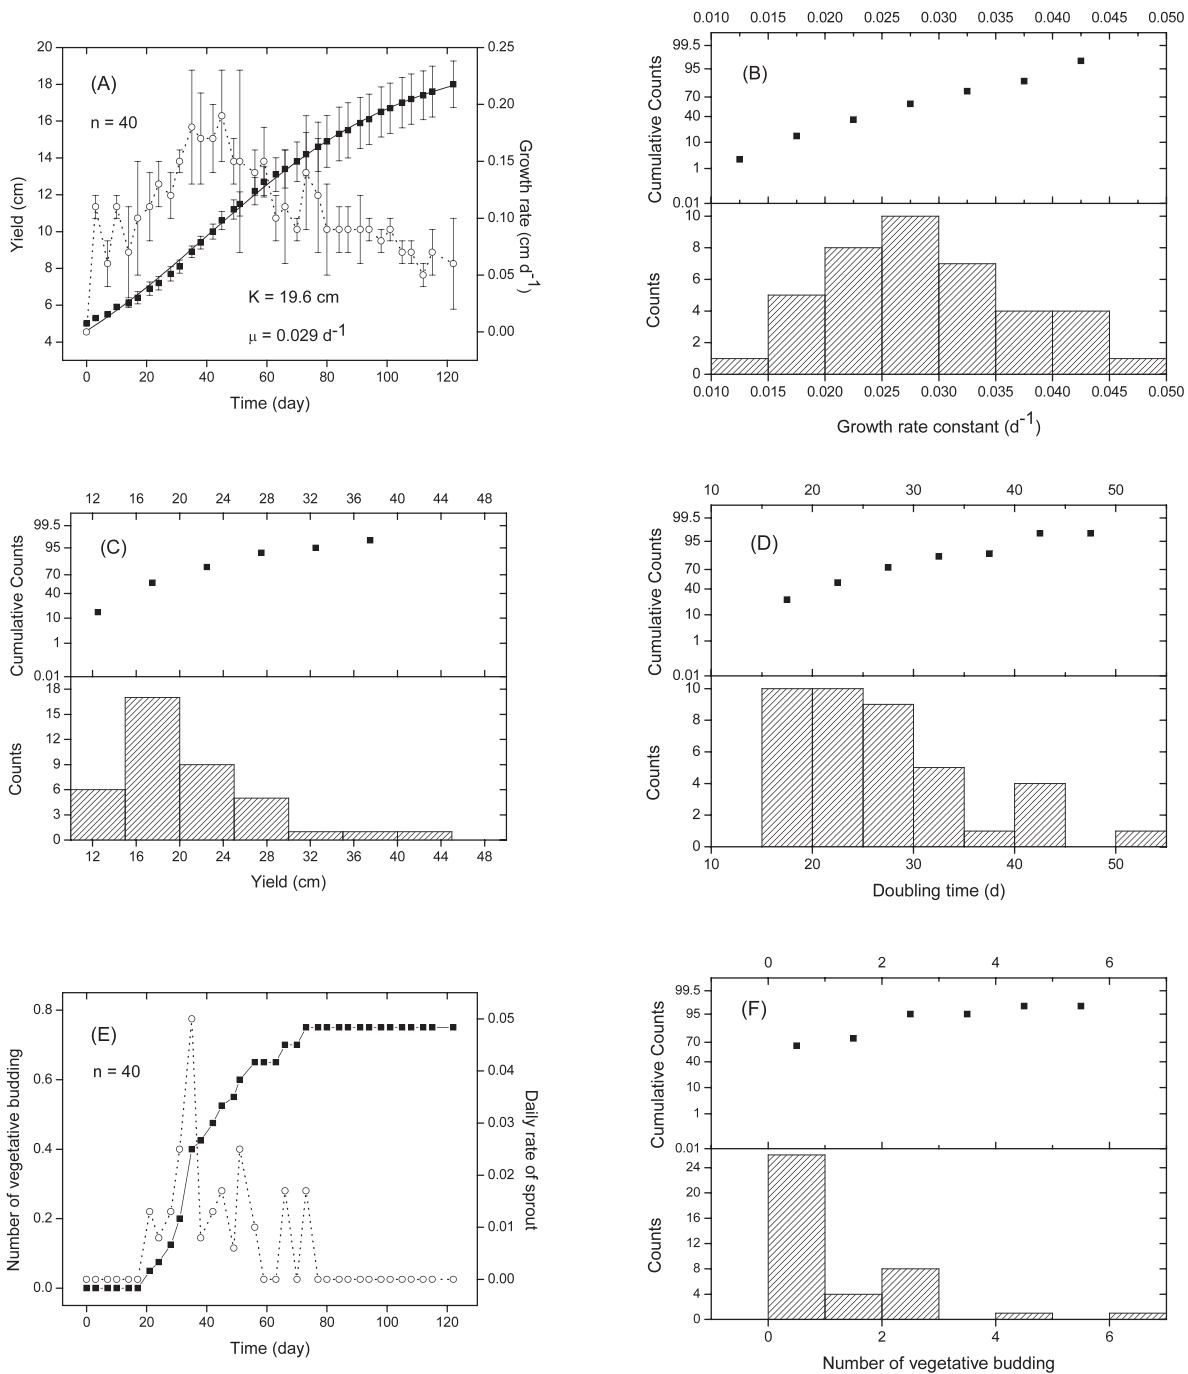 (A)
n = 40
K = 19.6 cm
μ = 0.029 d-1
Yield (cm)
20
18
16
14
12
10
8
6
4
0.25
0.20
0.15
0.10
0.05
0.00
Growth rate (cm d-1)
0 20 40 60 80 100 120
Time (day)
0.010 0.015 0.020 0.025 0.030 0.035 0.040 0.045 0.050
(B)
Cumulative Counts
99.5
95
70
40
10
1
0.01
Counts
10
8
6
4
2
0
0.010 0.015 0.020 0.025 0.030 0.035 0.040 0.045 0.050
Growth rate constant (d-1)
12 16 20 24 28 32 36 40 44 48
(C)
Cumulative Counts
99.5
95
70
40
10
1
0.01
Counts
18
15
12
9
6
3
0
12 16 20 24 28 32 36 40 44 48
Yield (cm)
10 20 30 40 50
(D)
Cumulative Counts
99.5
95
70
40
10
1
0.01
Counts
10
8
6
4
2
0
10 20 30 40 50
Doubling time (d)
(E)
n = 40
Number of vegetative budding
0.8
0.6
0.4
0.2
0.0
0.05
0.04
0.03
0.02
0.01
0.00
Daily rate of sprout
0 20 40 60 80 100 120
Time (day)
0 2 4 6
(F)
Cumulative Counts
99.5
95
70
40
10
1
0.01
Counts
24
20
16
12
8
4
0
0 2 4 6
Number of vegetative budding